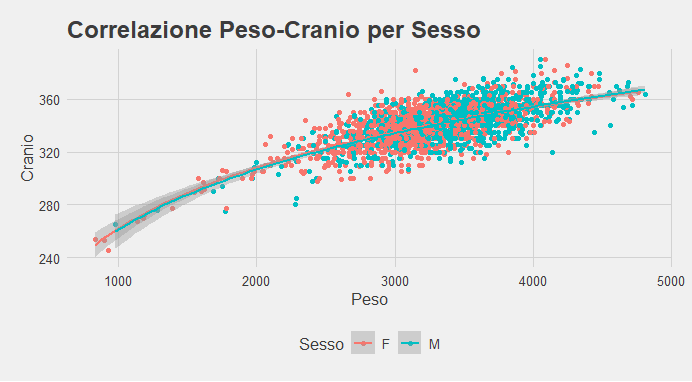 Correlazione Peso-Cranio per Sesso
Cranio
360
320
280
240
1000 2000 3000 4000 5000
Peso
Sesso F M